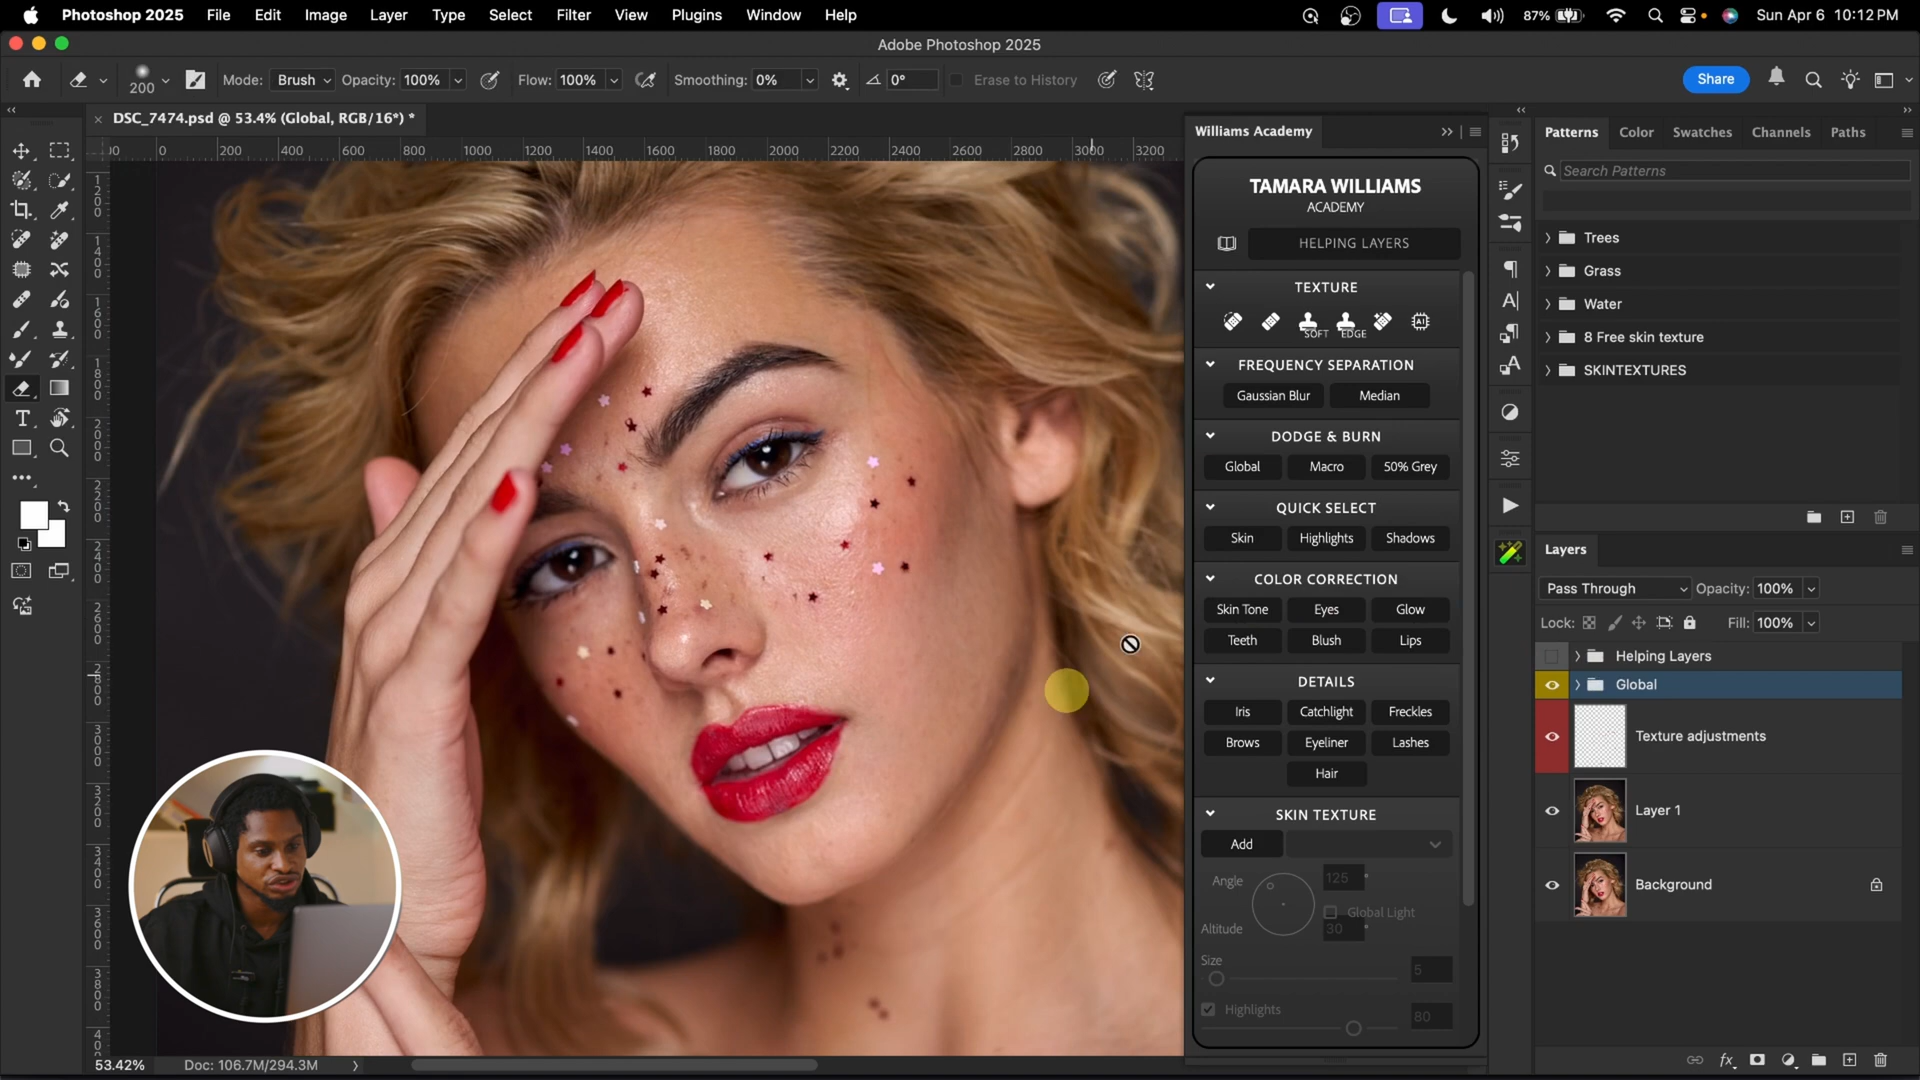 Photoshop 2025 File Edit Image Layer Type Select Filter View Plugins Window Help 87% Sun Apr 6 10:12 PM
Adobe Photoshop 2025
200 Mode: Brush Opacity: 100% Flow: 100% Smoothing: 0% 0° Erase to History Share
DSC_7474.psd @ 53.4% (Global, RGB/16*) *
0 200 400 600 800 1000 1200 1400 1600 1800 2000 2200 2400 2600 2800 3000 3200
Williams Academy
TAMARA WILLIAMS
ACADEMY
HELPING LAYERS
TEXTURE
SOFT EDGE AI
FREQUENCY SEPARATION
Gaussian Blur Median
DODGE & BURN
Global Macro 50% Grey
QUICK SELECT
Skin Highlights Shadows
COLOR CORRECTION
Skin Tone Eyes Glow
Teeth Blush Lips
DETAILS
Iris Catchlight Freckles
Brows Eyeliner Lashes
Hair
SKIN TEXTURE
Add
Angle 125 °
Global Light
Altitude 30 °
Size
5
Highlights 80
Patterns Color Swatches Channels Paths
Search Patterns
Trees
Grass
Water
8 Free skin texture
SKINTEXTURES
Layers
Pass Through Opacity: 100%
Lock: Fill: 100%
Helping Layers
Global
Texture adjustments
Layer 1
Background
53.42% Doc: 106.7M/294.3M